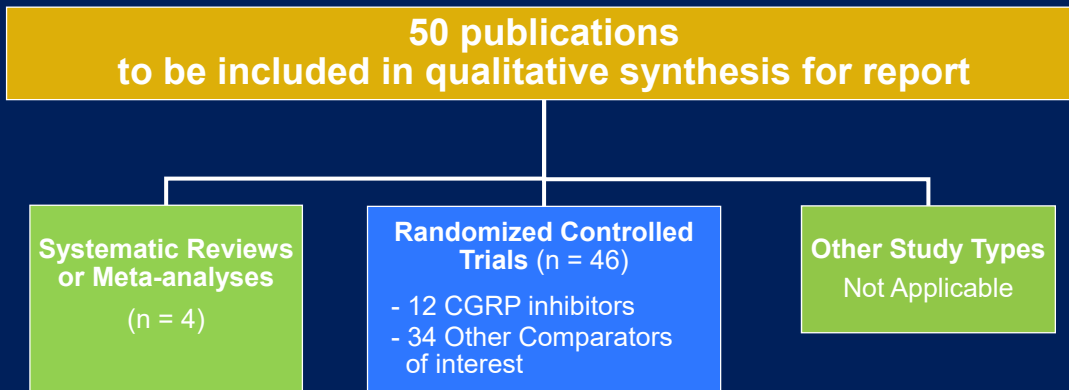 50 publications
to be included in qualitative synthesis for report
Systematic Reviews
or Meta-analyses
(n = 4)
Randomized Controlled
Trials (n = 46)
- 12 CGRP inhibitors
- 34 Other Comparators
of interest
Other Study Types
Not Applicable